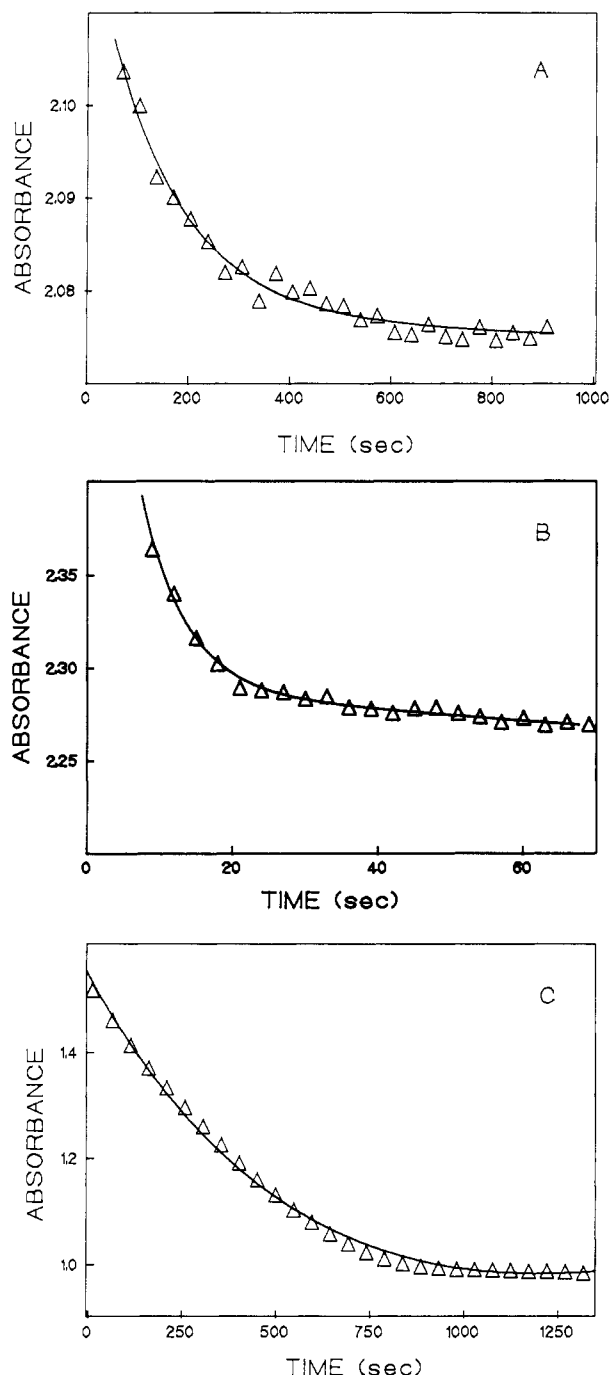 A
2.10
2.09
2.08
ABSORBANCE
0 200 400 600 800 1000
TIME (sec)
B
2.35
2.30
2.25
ABSORBANCE
0 20 40 60
TIME (sec)
C
1.4
1.2
1.0
ABSORBANCE
0 250 500 750 1000 1250
TIME (sec)